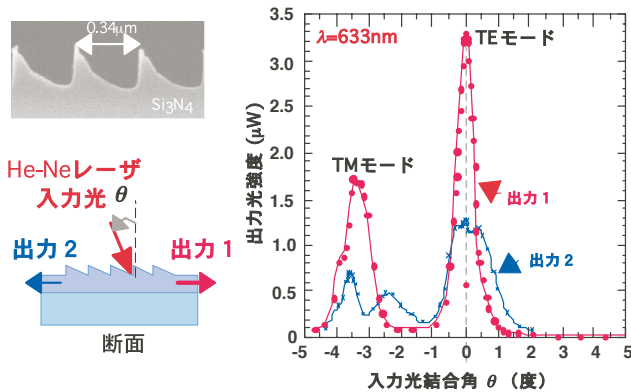 0.34μm
Si3N4
He-Neレーザ
入力光 θ
出力2
出力1
断面
λ=633nm
TEモード
TMモード
出力1
出力2
出力光強度 (μW)
3.5
3.0
2.5
2.0
1.5
1.0
0.5
0
-5
-4
-3
-2
-1
0
1
2
3
4
5
入力光結合角 θ (度)